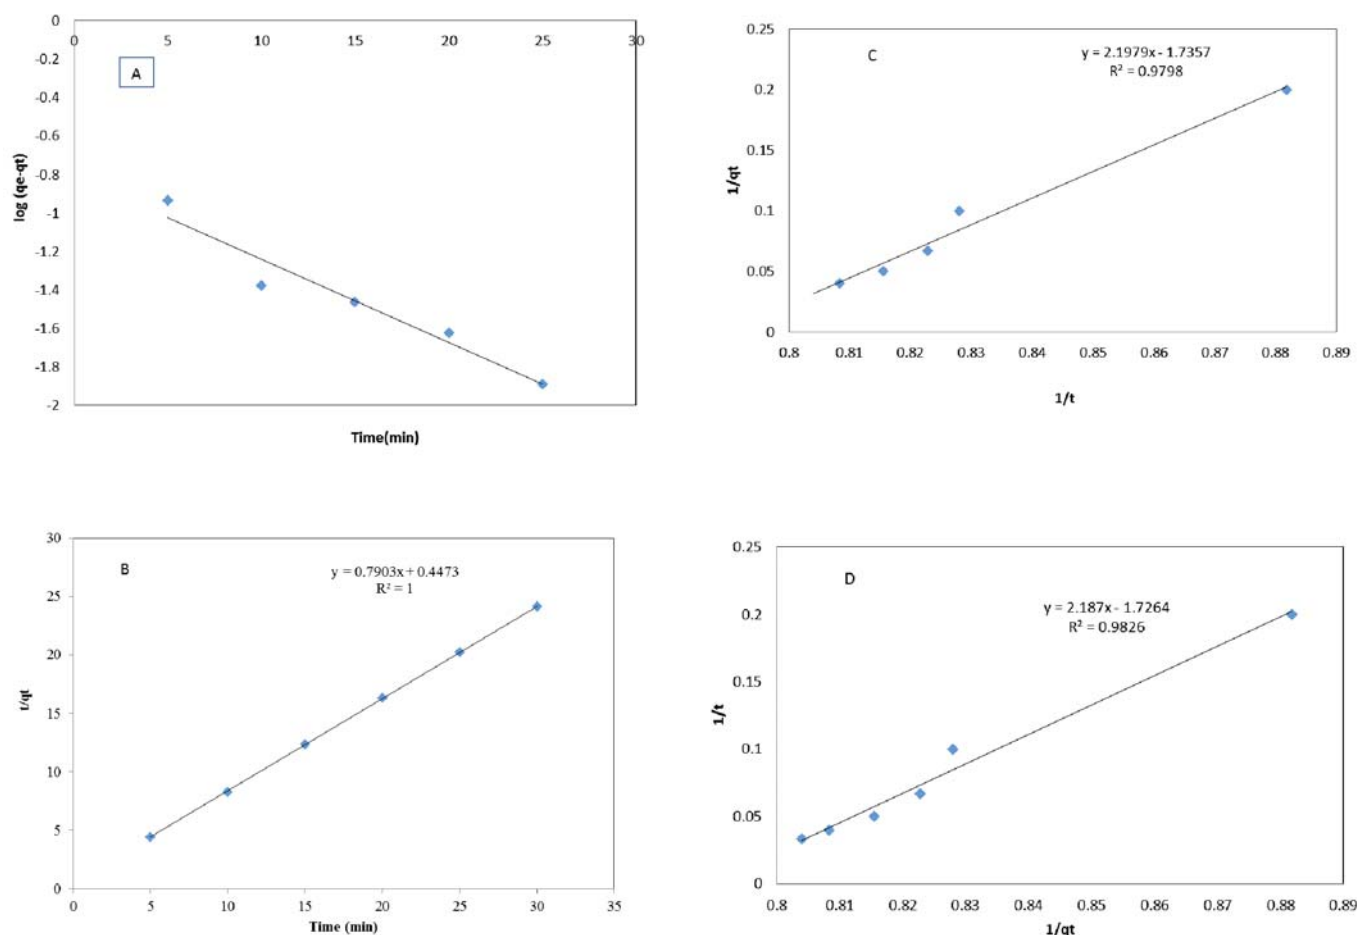 0
0 5 10 15 20 25 30
-0.2
-0.4
-0.6
-0.8
-1
-1.2
-1.4
-1.6
-1.8
-2
A
log (qe-qt)
Time(min)
C
y = 2.1979x - 1.7357
R² = 0.9798
0.25
0.2
0.15
0.1
0.05
0
1/qt
0.8 0.81 0.82 0.83 0.84 0.85 0.86 0.87 0.88 0.89
1/t
B
y = 0.7903x + 0.4473
R² = 1
30
25
20
15
10
5
0
t/qt
0 5 10 15 20 25 30 35
Time (min)
D
y = 2.187x - 1.7264
R² = 0.9826
0.25
0.2
0.15
0.1
0.05
0
1/t
0.8 0.81 0.82 0.83 0.84 0.85 0.86 0.87 0.88 0.89
1/qt